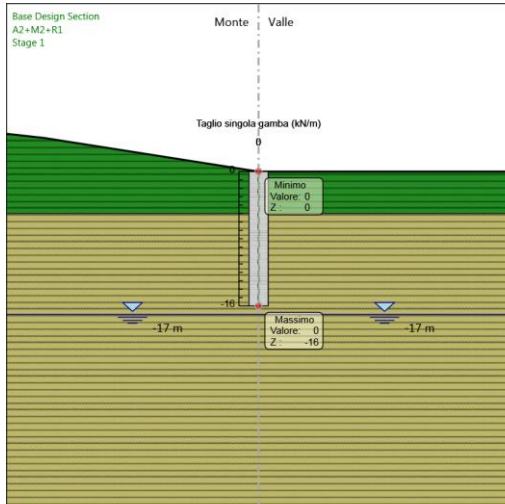 Base Design Section
A2+M2+R1
Stage 1
Monte Valle
Taglio singola gamba (kN/m)
0
0
Minimo
Valore: 0
Z : 0
-16
Massimo
Valore: 0
Z : -16
-17 m
-17 m